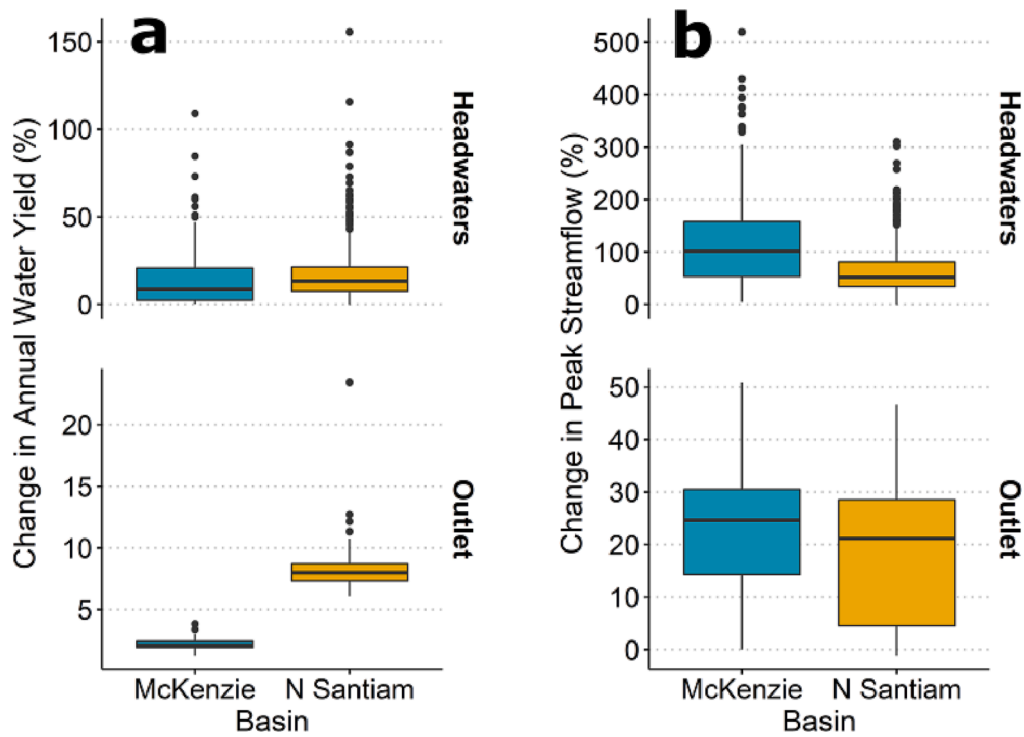 a
Change in Annual Water Yield (%)
150
100
50
0
Headwaters
20
15
10
5
Outlet
McKenzie N Santiam
Basin
b
Change in Peak Streamflow (%)
500
400
300
200
100
0
Headwaters
50
40
30
20
10
0
Outlet
McKenzie N Santiam
Basin